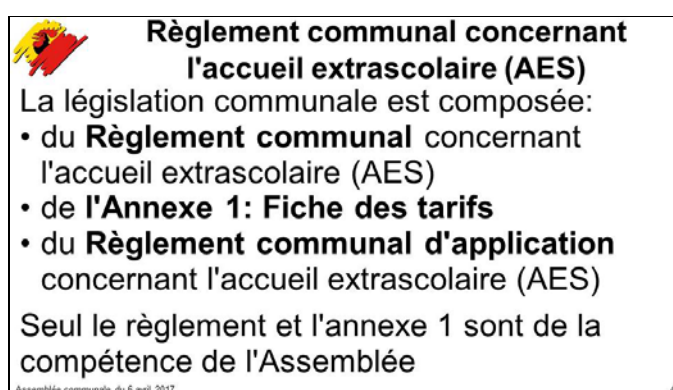 Règlement communal concernant
l'accueil extrascolaire (AES)
La législation communale est composée:
• du Règlement communal concernant
l'accueil extrascolaire (AES)
• de l'Annexe 1: Fiche des tarifs
• du Règlement communal d'application
concernant l'accueil extrascolaire (AES)
Seul le règlement et l'annexe 1 sont de la
compétence de l'Assemblée
Assemblée communale du 6 avril 2017